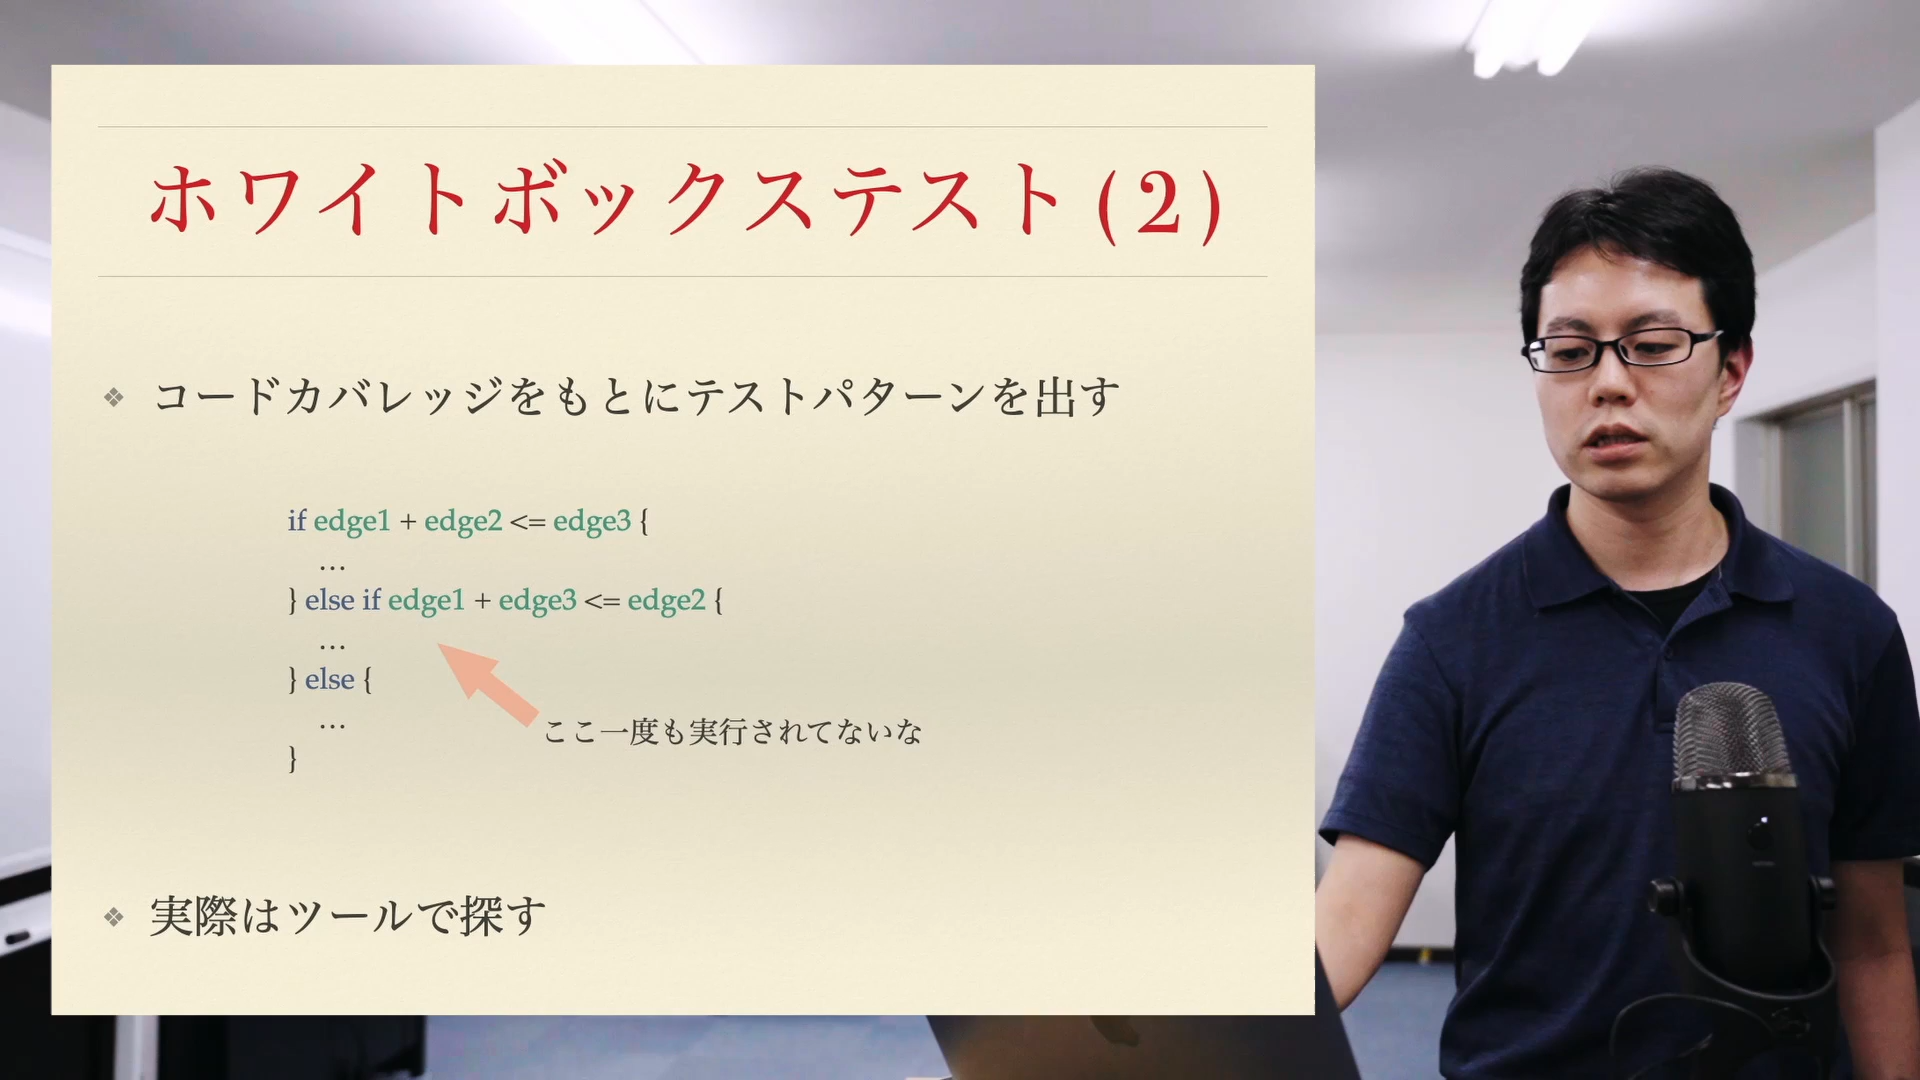 ホワイトボックステスト(2)
コードカバレッジをもとにテストパターンを出す
if edge1 + edge2 <= edge3 {
…
} else if edge1 + edge3 <= edge2 {
…
} else {
…
ここ一度も実行されてないな
}
実際はツールで探す